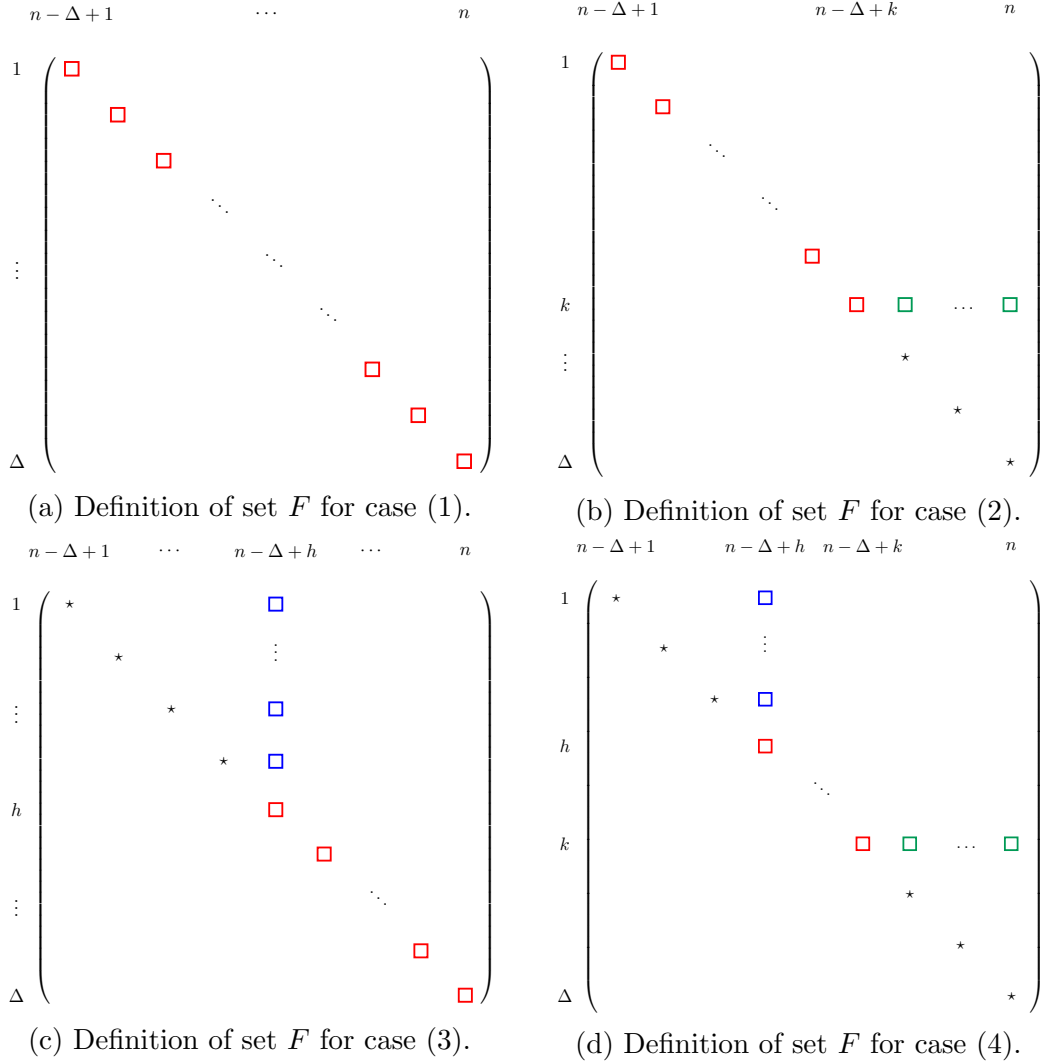 n − Δ + 1 ⋯ n
1
⋮
Δ
(a) Definition of set F for case (1).
n − Δ + 1 n − Δ + k n
1
k
⋮
Δ
(b) Definition of set F for case (2).
n − Δ + 1 ⋯ n − Δ + h ⋯ n
1
⋮
h
⋮
Δ
(c) Definition of set F for case (3).
n − Δ + 1 n − Δ + h n − Δ + k n
1
h
k
Δ
(d) Definition of set F for case (4).